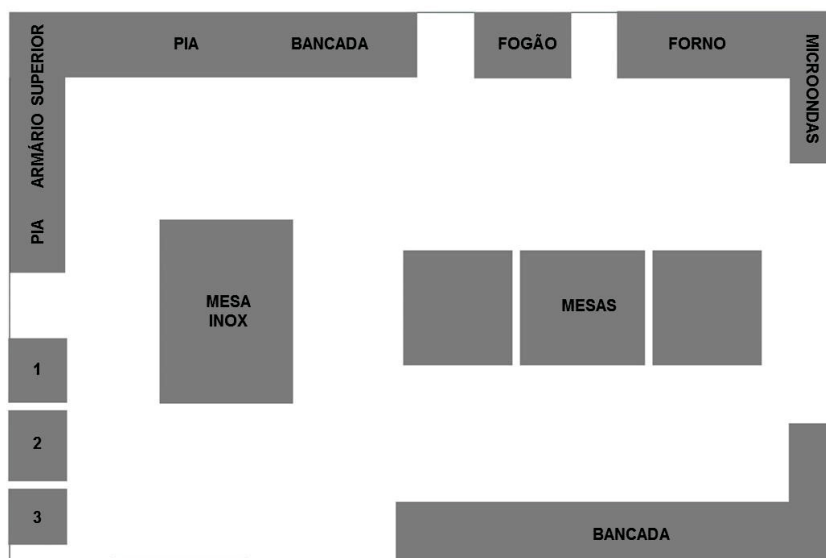 PIA
BANCADA
FOGÃO
FORNO
MICROONDAS
ARMÁRIO SUPERIOR
PIA
MESA
INOX
MESAS
1
2
3
BANCADA